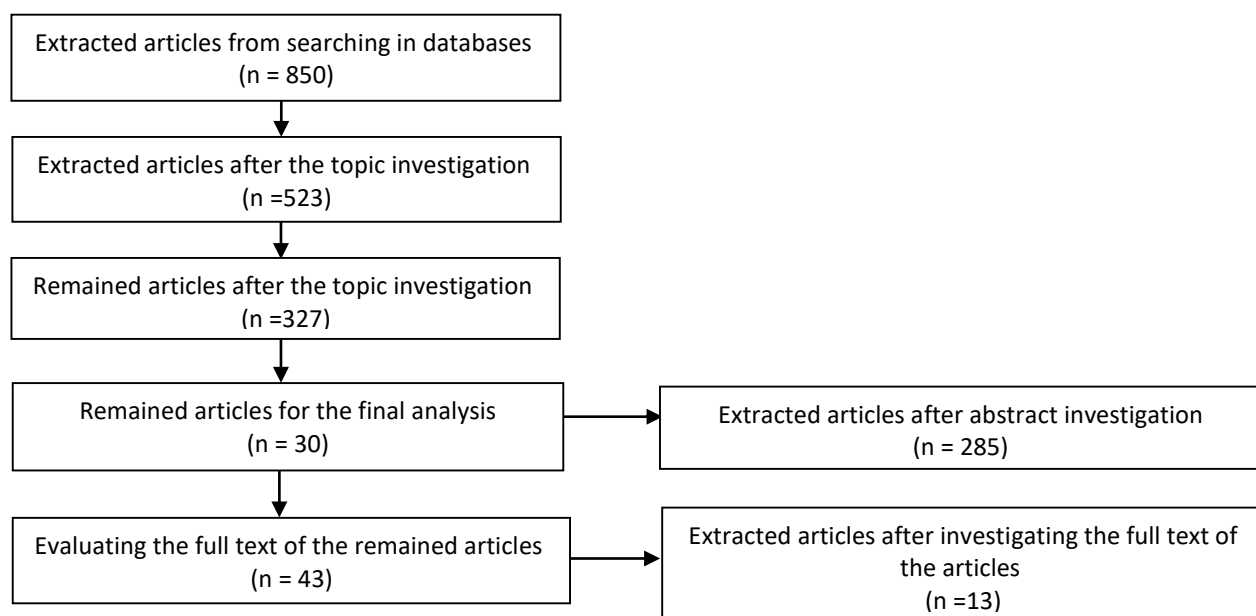 Extracted articles from searching in databases
(n = 850)
Extracted articles after the topic investigation
(n =523)
Remained articles after the topic investigation
(n =327)
Remained articles for the final analysis
(n = 30)
Extracted articles after abstract investigation
(n = 285)
Evaluating the full text of the remained articles
(n = 43)
Extracted articles after investigating the full text of
the articles
(n =13)